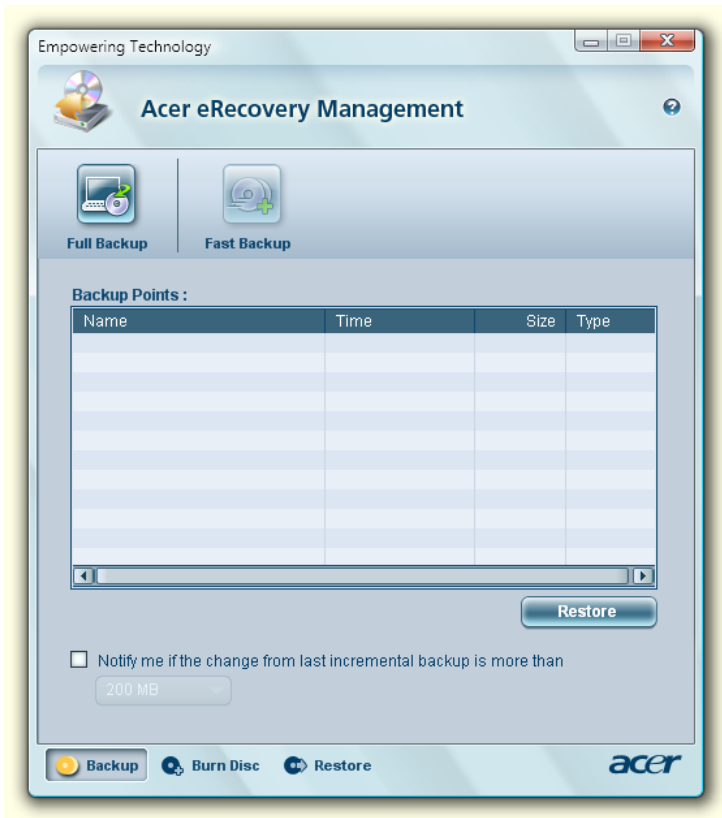 Empowering Technology
Acer eRecovery Management
Full Backup
Fast Backup
Backup Points :
Name Time Size Type
Restore
Notify me if the change from last incremental backup is more than
200 MB
Backup Burn Disc Restore
acer